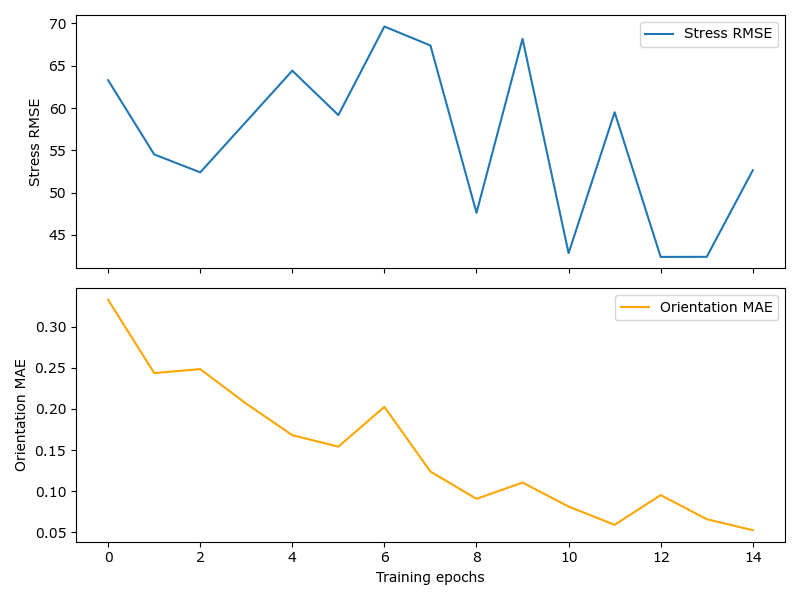 70
65
60
55
50
45
Stress RMSE
Stress RMSE
0.30
0.25
0.20
0.15
0.10
0.05
Orientation MAE
Orientation MAE
0 2 4 6 8 10 12 14
Training epochs